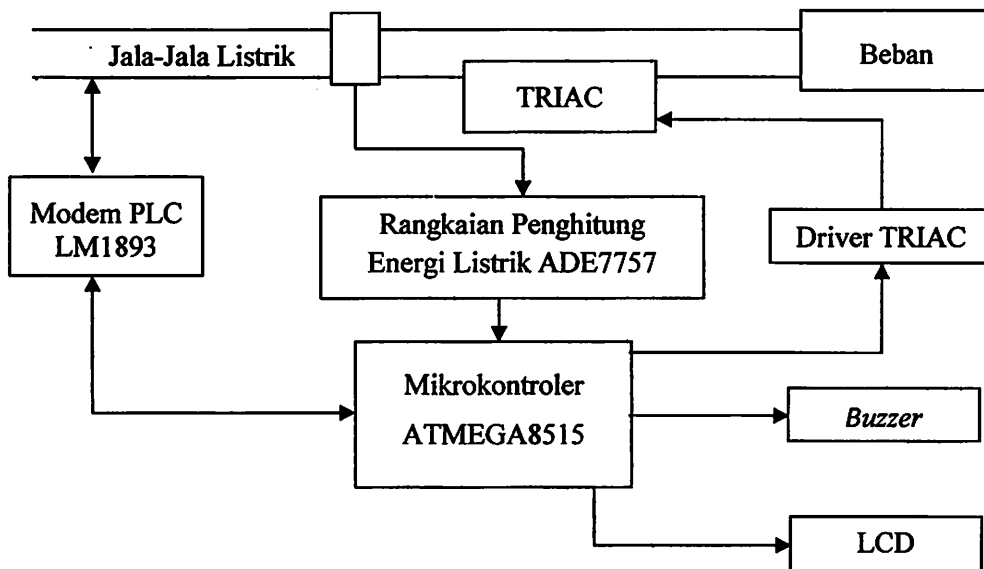 Jala-Jala Listrik
Beban
TRIAC
Modem PLC
LM1893
Rangkaian Penghitung
Energi Listrik ADE7757
Driver TRIAC
Mikrokontroler
ATMEGA8515
Buzzer
LCD